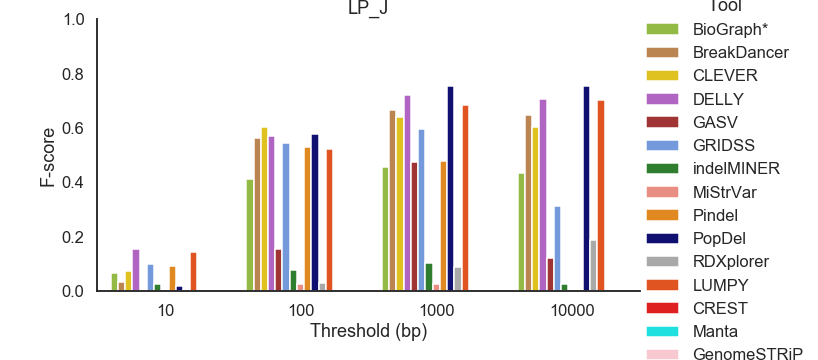 LP_J
Tool
1.0
0.8
0.6
0.4
0.2
0.0
F-score
10
100
1000
10000
Threshold (bp)
BioGraph*
BreakDancer
CLEVER
DELLY
GASV
GRIDSS
indelMINER
MiStrVar
Pindel
PopDel
RDXplorer
LUMPY
CREST
Manta
GenomeSTRiP